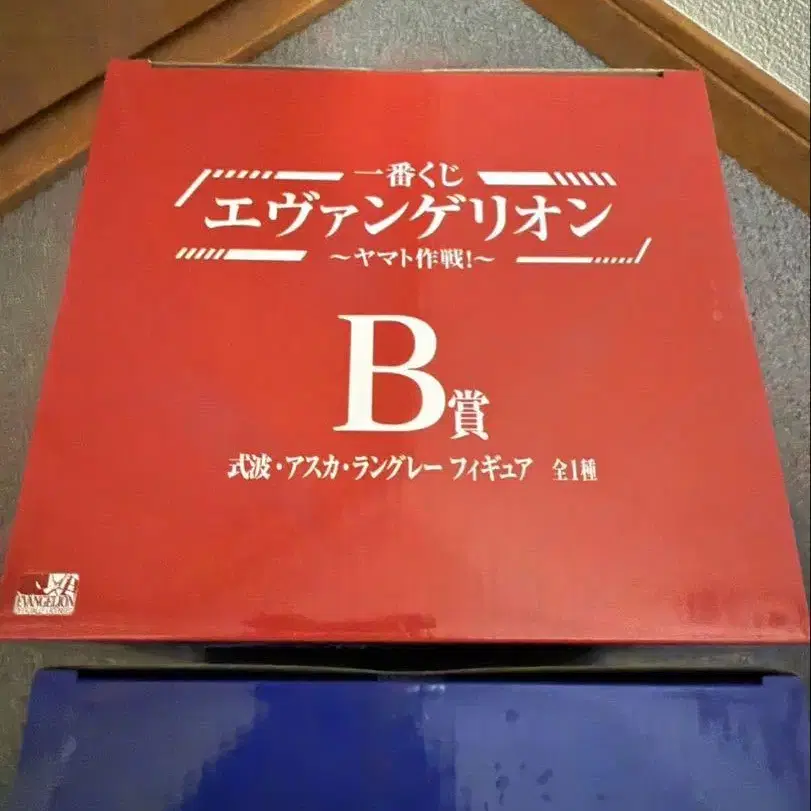 一番くじ
エヴァンゲリオン
～ヤマト作戦!～
B賞
式波・アスカ・ラングレー フィギュア 全1種
EVANGELION